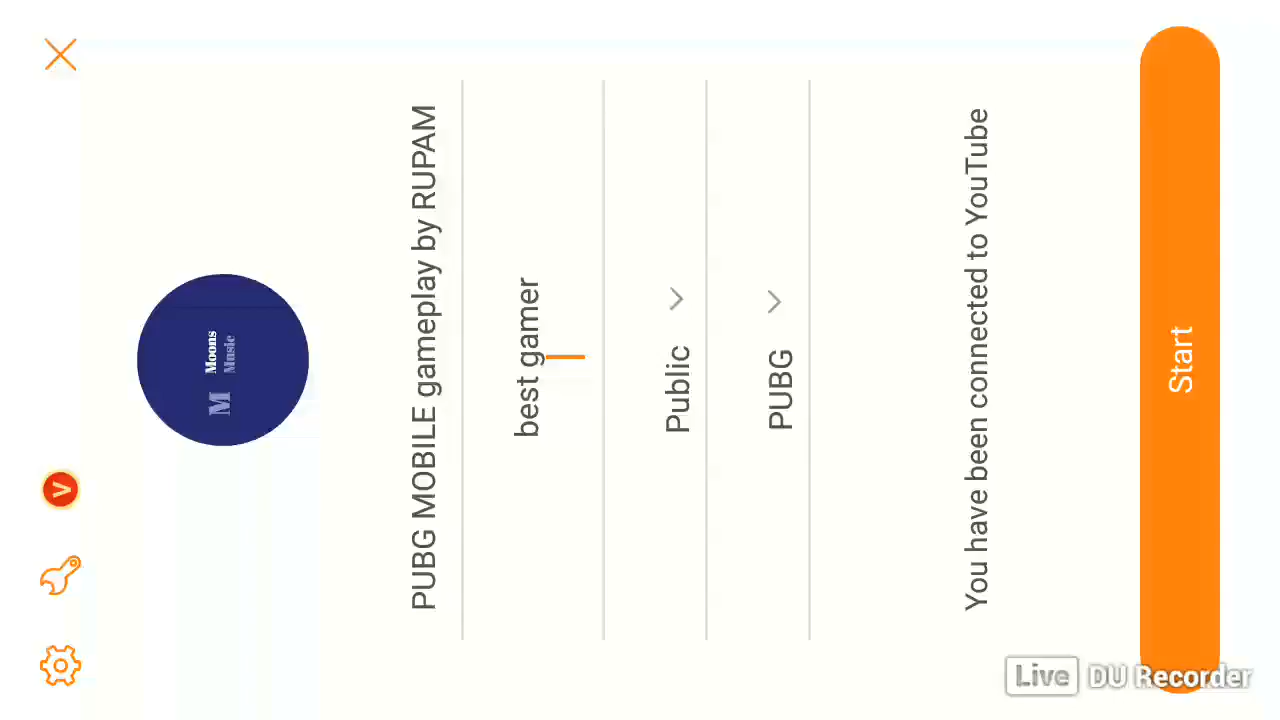 M Moons
Music
PUBG MOBILE gameplay by RUPAM
best gamer
Public
PUBG
You have been connected to YouTube
Start
V
Live DU Recorder